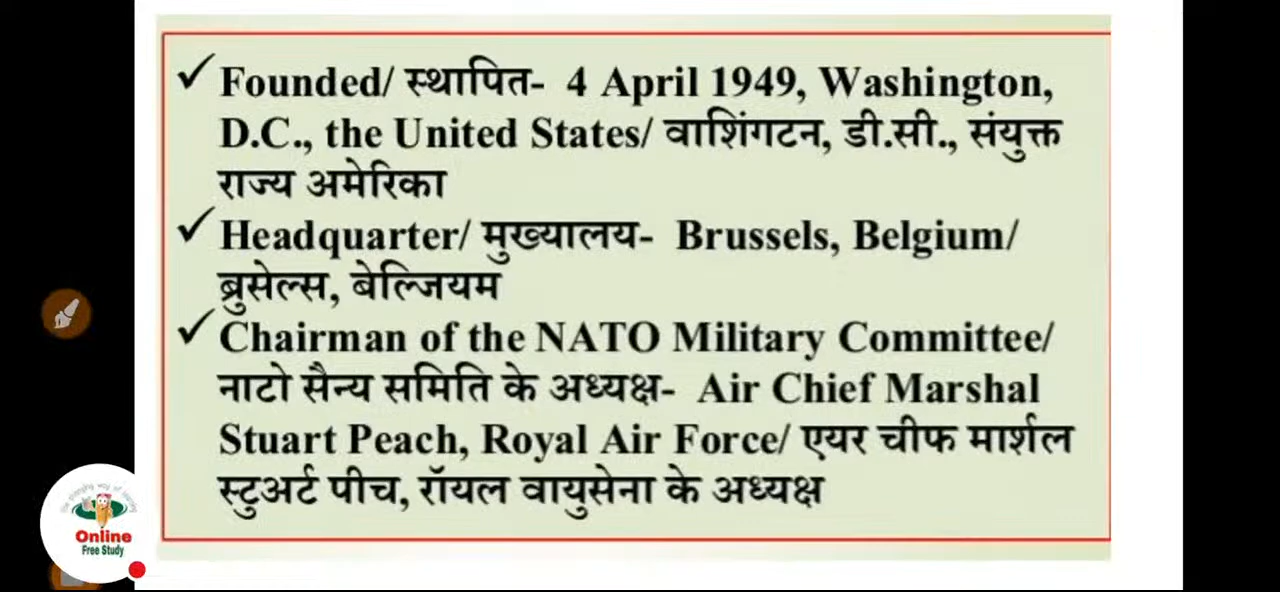 ✓ Founded/ स्थापित- 4 April 1949, Washington,
D.C., the United States/ वाशिंगटन, डी.सी., संयुक्त
राज्य अमेरिका
✓ Headquarter/ मुख्यालय- Brussels, Belgium/
ब्रुसेल्स, बेल्जियम
✓ Chairman of the NATO Military Committee/
नाटो सैन्य समिति के अध्यक्ष- Air Chief Marshal
Stuart Peach, Royal Air Force/ एयर चीफ मार्शल
स्टुअर्ट पीच, रॉयल वायुसेना के अध्यक्ष
Online
Free Study